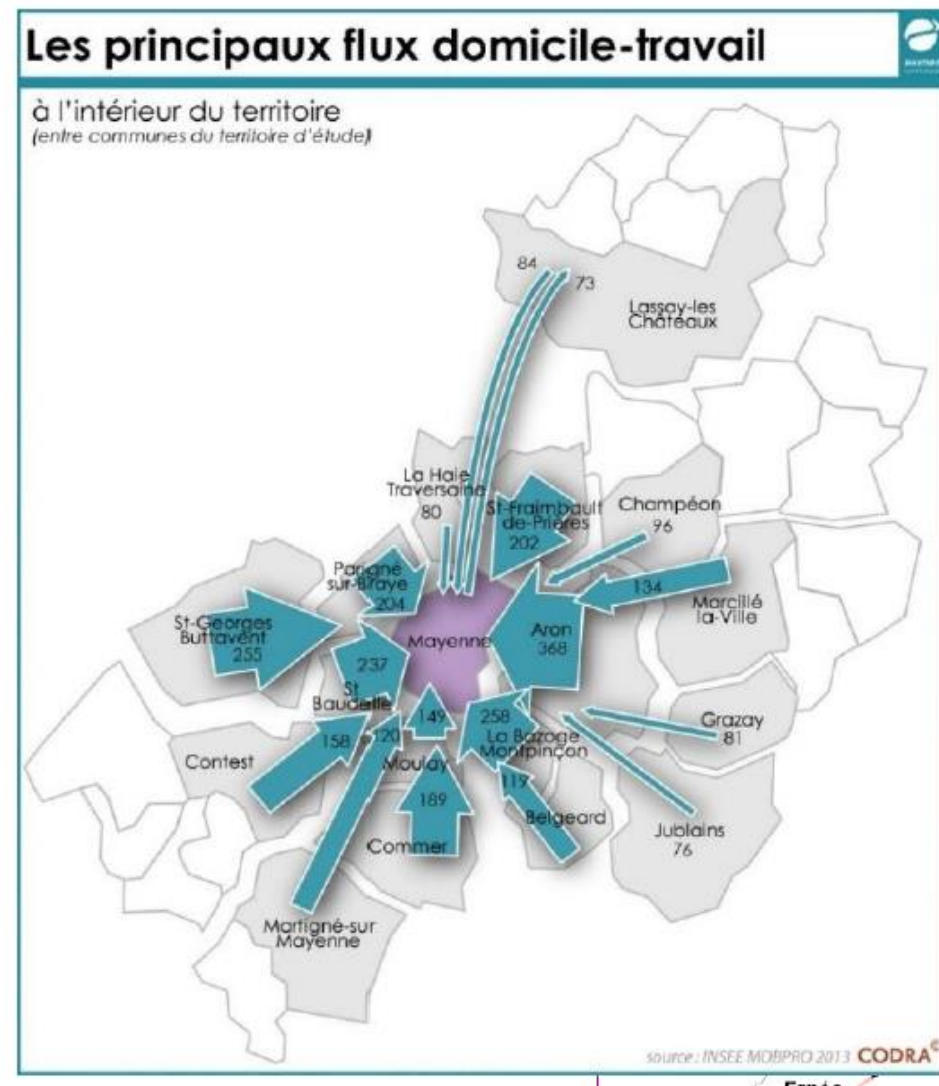 Les principaux flux domicile-travail
à l'intérieur du territoire
(entre communes du territoire d'étude)
84
73
Lassay-les
Châteaux
La Haie
Traversaine
80
St-Fraimbault
de-Prières
202
Champéon
96
Parigné
sur-Braye
204
134
Marcillé
la-Ville
St-Georges
Buttavent
255
Mayenne
Aron
368
237
St
Baudelle
149
258
La Bazoge
Montpinçon
Grazay
81
158
120
Contest
Moulay
119
189
Belgeard
Jublains
76
Commer
Martigné-sur
Mayenne
source : INSEE MOBPRO 2013 CODRA©